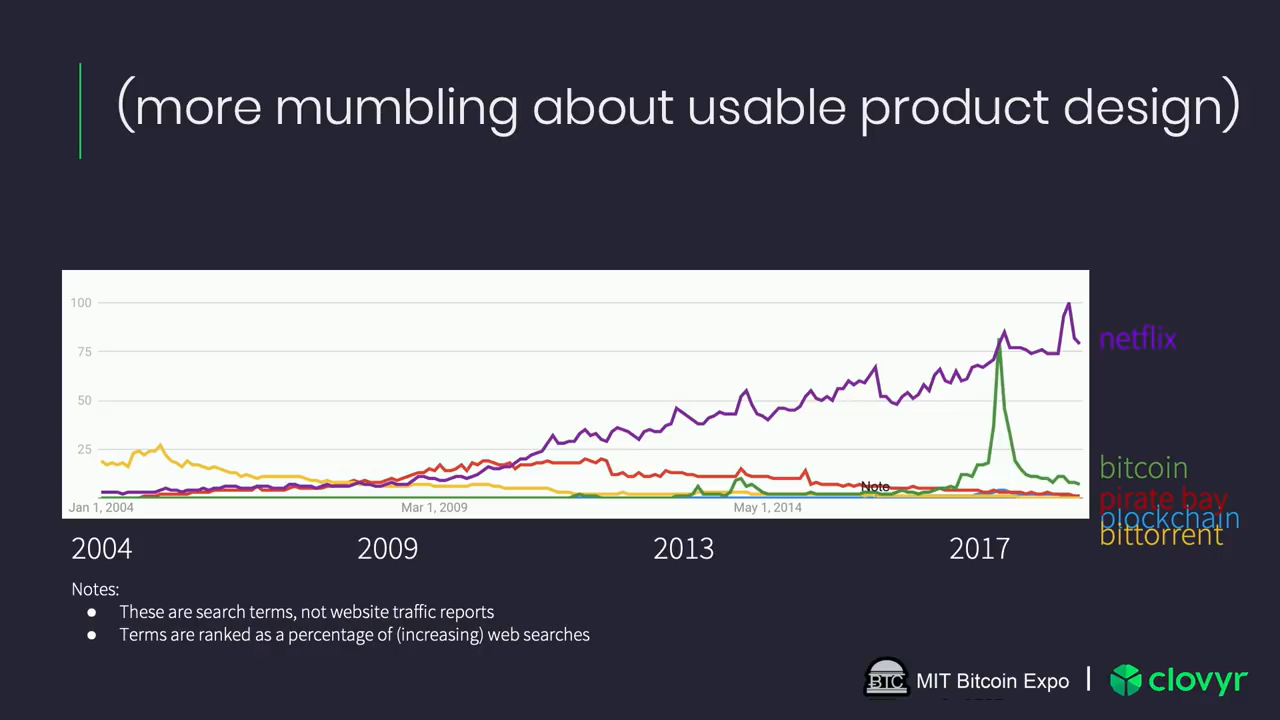 (more mumbling about usable product design)
100
75
50
25
Note
Jan 1, 2004
Mar 1, 2009
May 1, 2014
netflix
bitcoin
pirate bay
blockchain
bittorrent
2004
2009
2013
2017
Notes:
● These are search terms, not website traffic reports
● Terms are ranked as a percentage of (increasing) web searches
BTC MIT Bitcoin Expo | clovyr